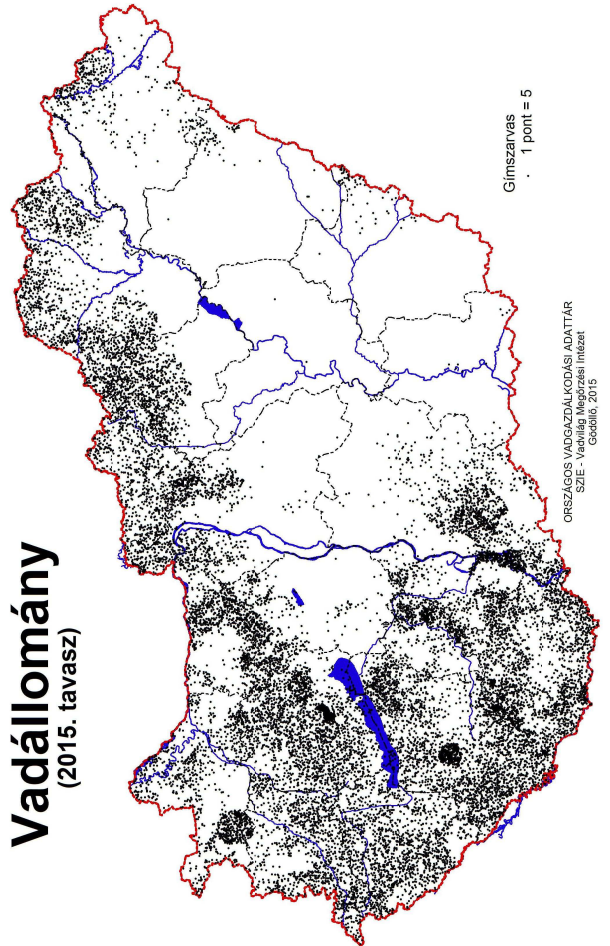 Vadállomány
(2015. tavasz)
Gímszarvas
. 1 pont = 5
ORSZÁGOS VADGAZDÁLKODÁSI ADATTÁR
SZIE - Vadvilág Megőrzési Intézet
Gödöllő, 2015